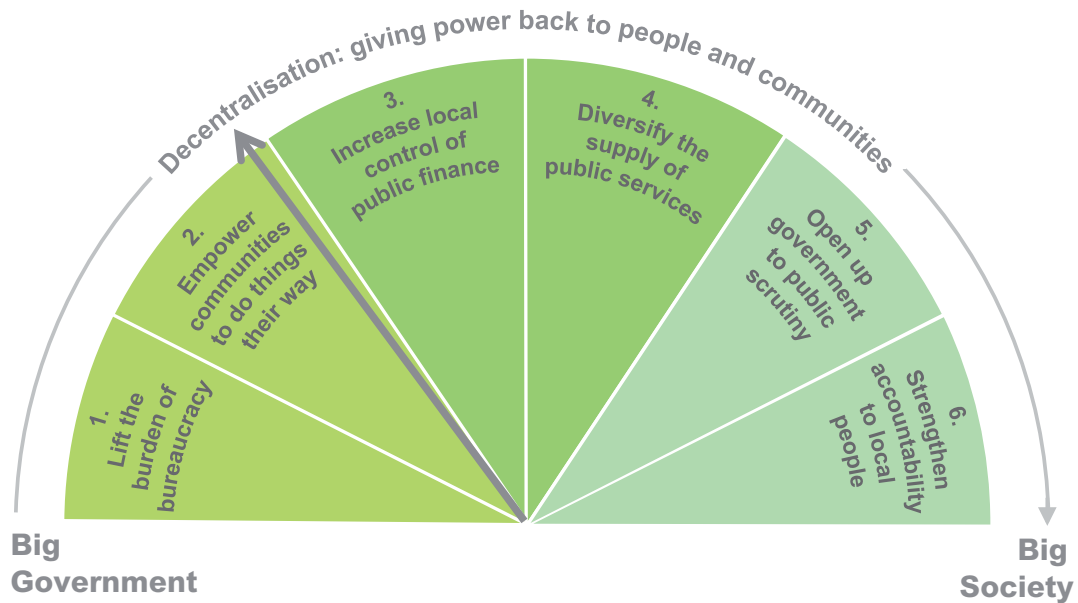 Decentralisation: giving power back to people and communities
1.
Lift the
burden of
bureaucracy
2.
Empower
communities
to do things
their way
3.
Increase local
control of
public finance
4.
Diversify the
supply of
public services
5.
Open up
government
to public
scrutiny
6.
Strengthen
accountability
to local
people
Big
Government
Big
Society